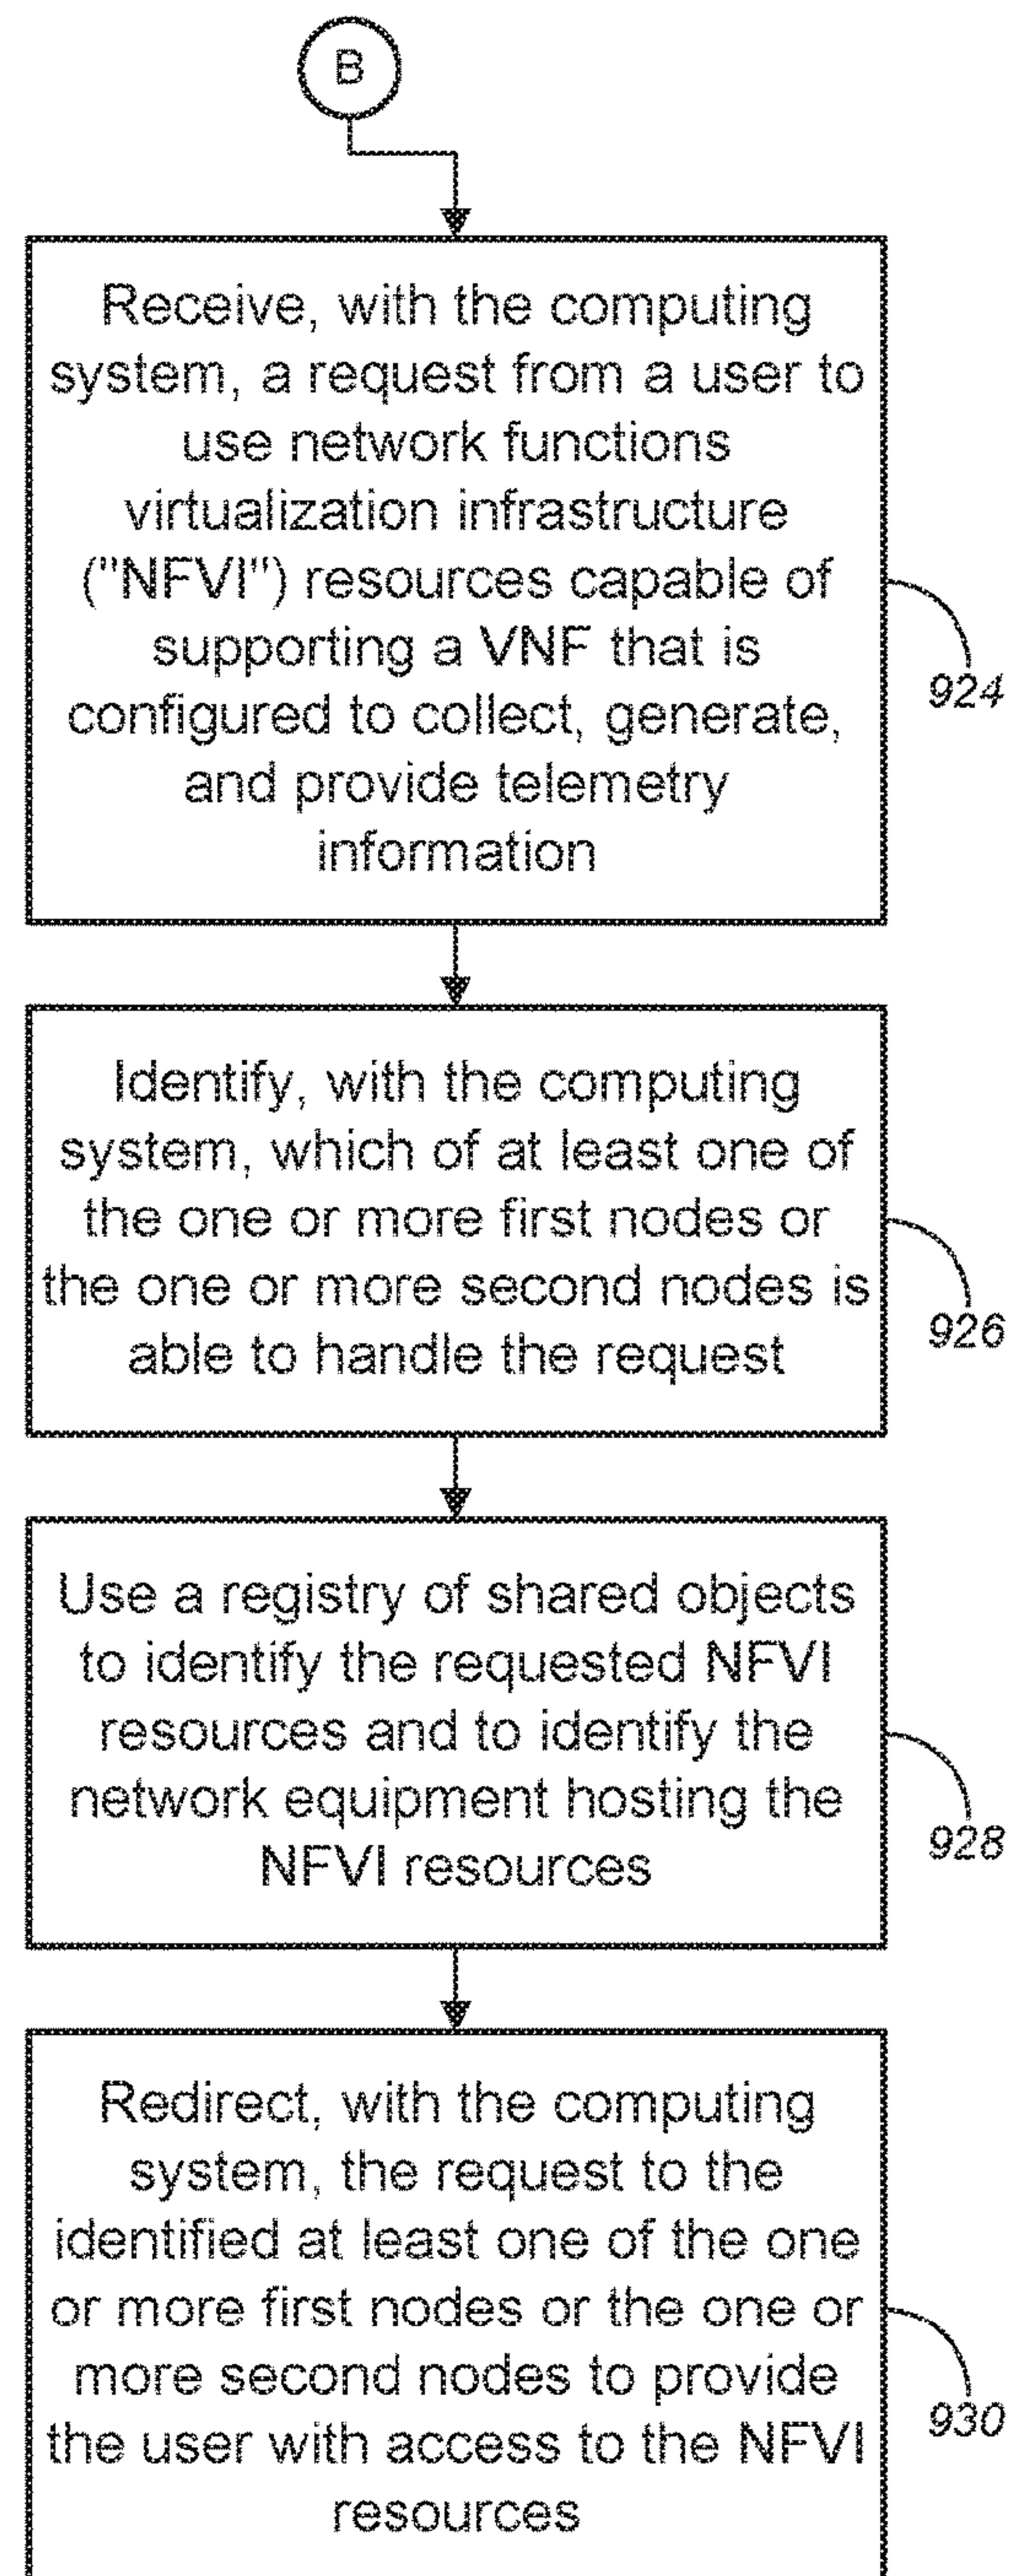 B
Receive, with the computing
system, a request from a user to
use network functions
virtualization infrastructure
("NFVI") resources capable of
supporting a VNF that is
configured to collect, generate,
and provide telemetry
information
924
Identify, with the computing
system, which of at least one of
the one or more first nodes or
the one or more second nodes is
able to handle the request
926
Use a registry of shared objects
to identify the requested NFVI
resources and to identify the
network equipment hosting the
NFVI resources
928
Redirect, with the computing
system, the request to the
identified at least one of the one
or more first nodes or the one or
more second nodes to provide
the user with access to the NFVI
resources
930